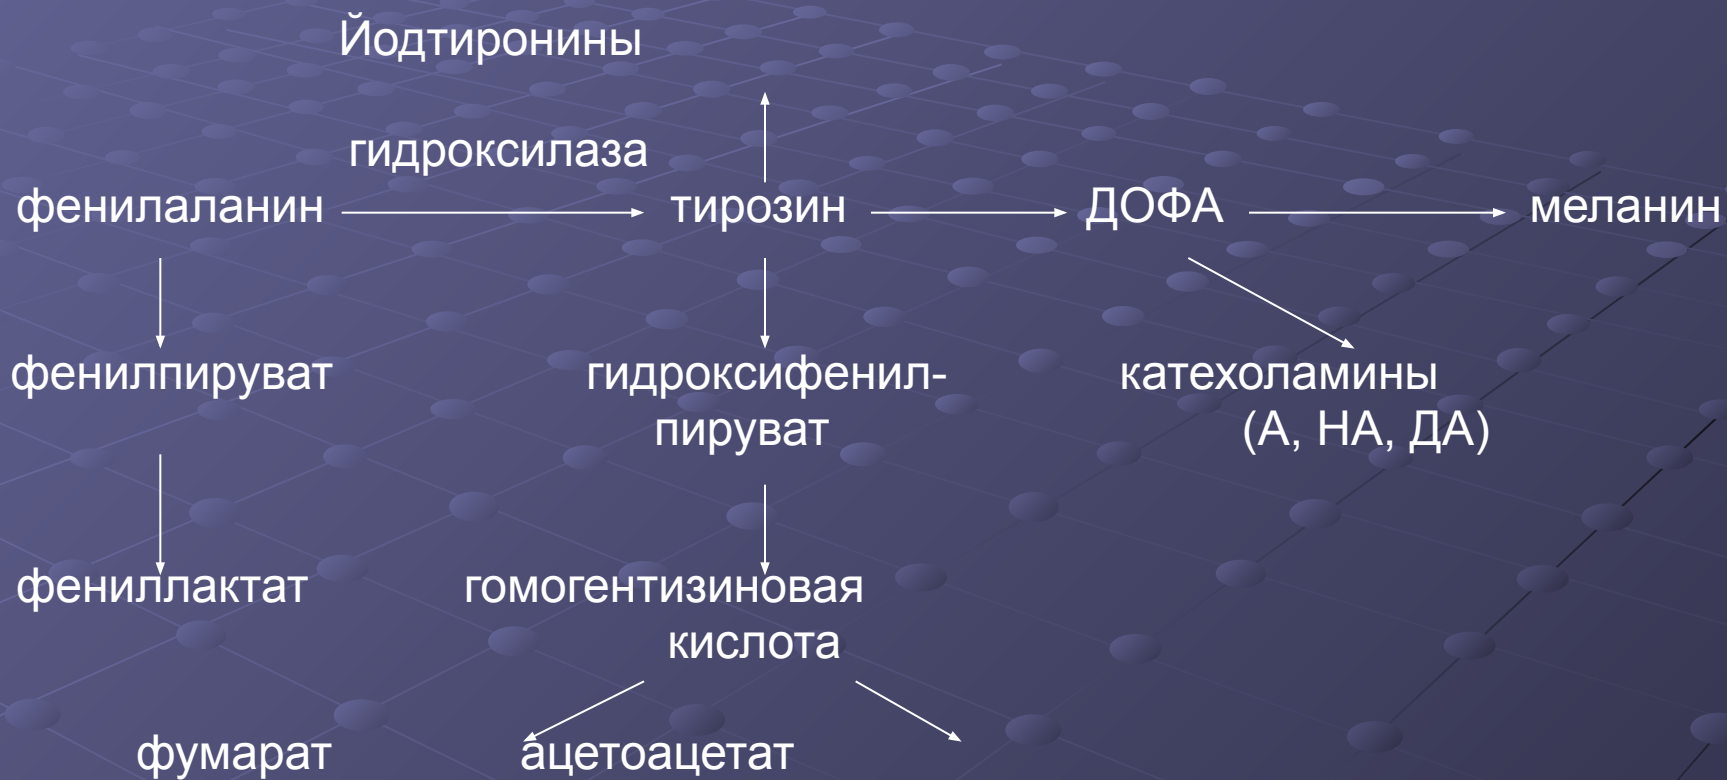 Йодтиронины
гидроксилаза
фенилаланин тирозин ДОФА меланин
фенилпируват гидроксифенил- катехоламины
пируват (А, НА, ДА)
фениллактат гомогентизиновая
кислота
фумарат ацетоацетат